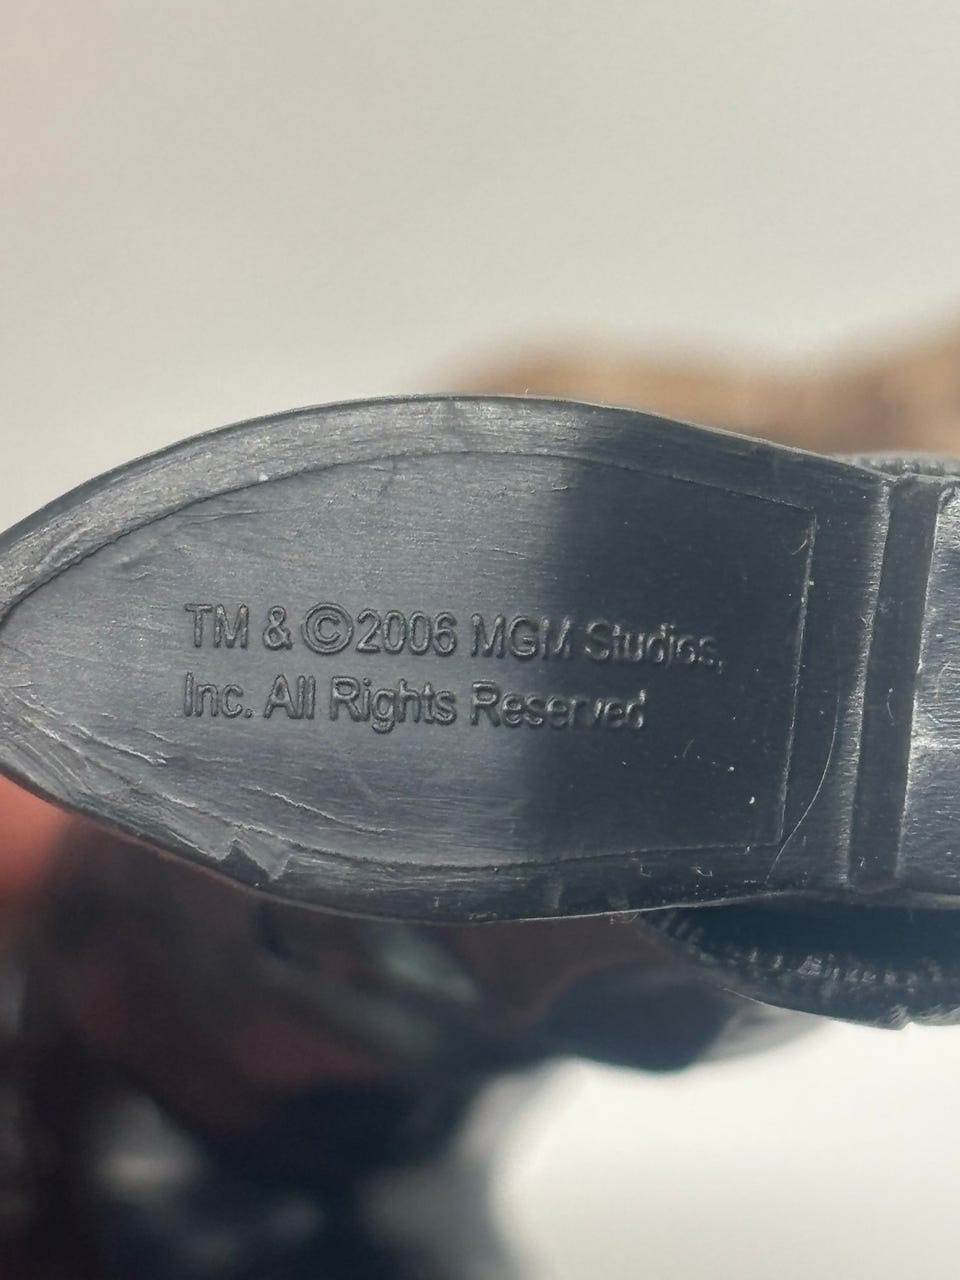 TM & ©2006 MGM Studios,
Inc. All Rights Reserved